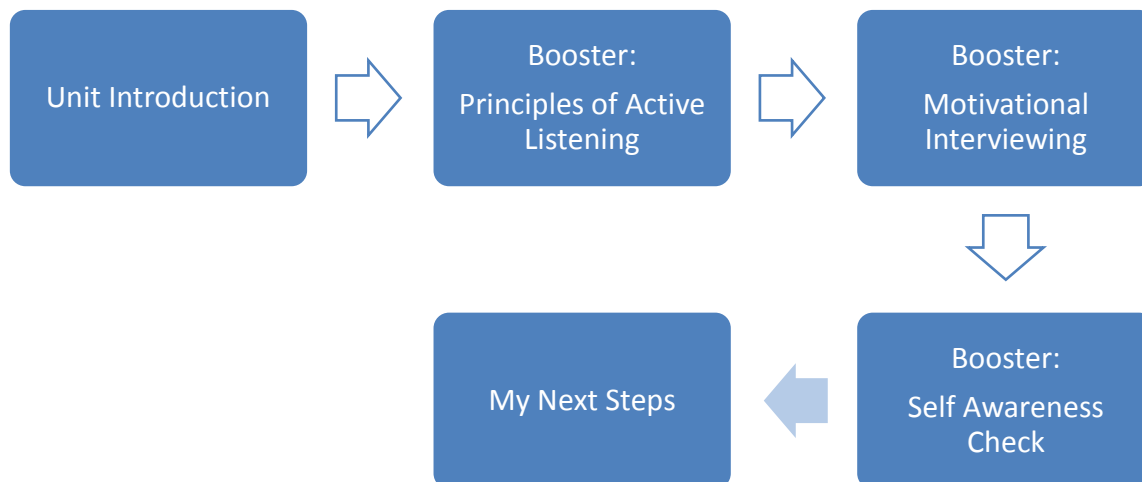 Unit Introduction
Booster:
Principles of Active
Listening
Booster:
Motivational
Interviewing
Booster:
Self Awareness
Check
My Next Steps